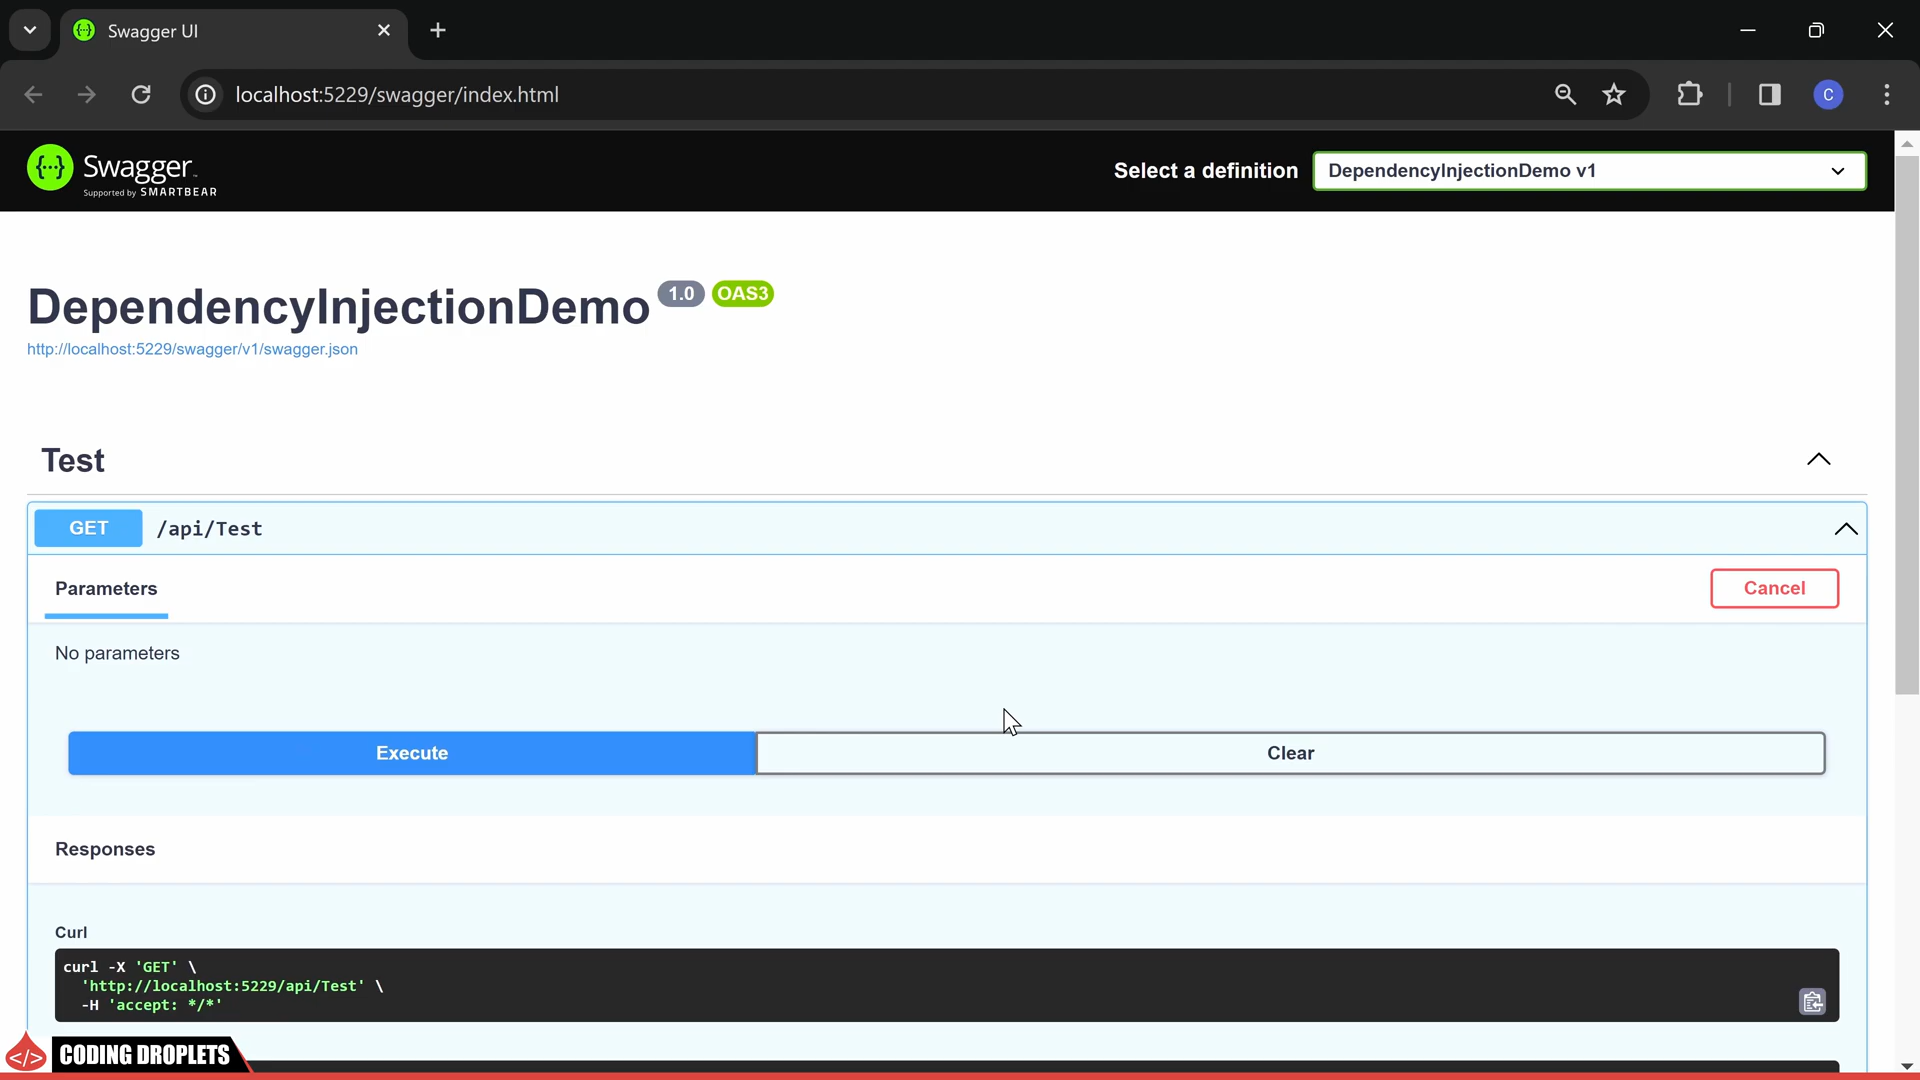 Swagger UI
localhost:5229/swagger/index.html
C
{···} Swagger
Supported by SMARTBEAR
Select a definition
DependencyInjectionDemo v1
DependencyInjectionDemo 1.0 OAS3
http://localhost:5229/swagger/v1/swagger.json
Test
GET /api/Test
Parameters
Cancel
No parameters
Execute
Clear
Responses
Curl
curl -X 'GET' \
'http://localhost:5229/api/Test' \
-H 'accept: */*'
</> CODING DROPLETS